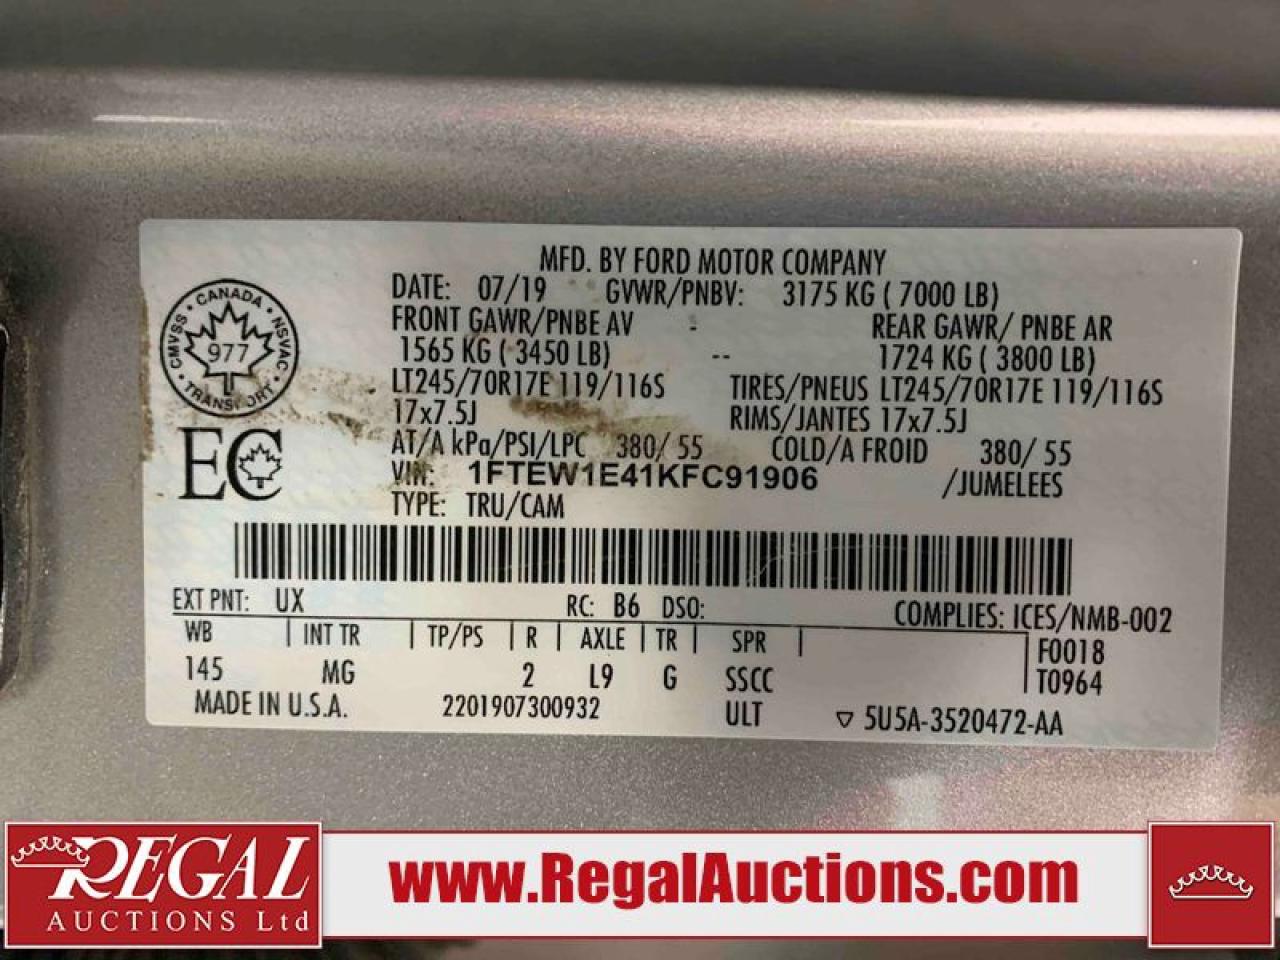 MFD. BY FORD MOTOR COMPANY
DATE: 07/19 GVWR/PNBV: 3175 KG ( 7000 LB)
FRONT GAWR/PNBE AV - REAR GAWR/ PNBE AR
1565 KG ( 3450 LB) -- 1724 KG ( 3800 LB)
LT245/70R17E 119/116S TIRES/PNEUS LT245/70R17E 119/116S
17x7.5J RIMS/JANTES 17x7.5J
AT/A kPa/PSI/LPC 380/ 55 COLD/A FROID 380/ 55
VIN: 1FTEW1E41KFC91906 /JUMELEES
TYPE: TRU/CAM
CANADA
CMVSS NSVAC
977
TRANSPORT
EC
EXT PNT: UX RC: B6 DSO: COMPLIES: ICES/NMB-002
WB | INT TR | TP/PS | R | AXLE | TR | SPR | F0018
145 MG 2 L9 G SSCC T0964
MADE IN U.S.A. 2201907300932 ULT ▽ 5U5A-3520472-AA
REGAL
AUCTIONS Ltd
www.RegalAuctions.com